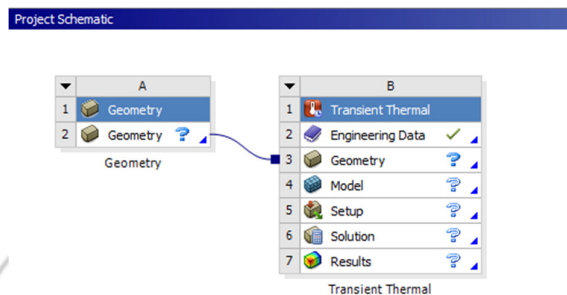 Project Schematic
A
1 Geometry
2 Geometry ?
Geometry
B
1 Transient Thermal
2 Engineering Data ✓
3 Geometry ?
4 Model ?
5 Setup ?
6 Solution ?
7 Results ?
Transient Thermal